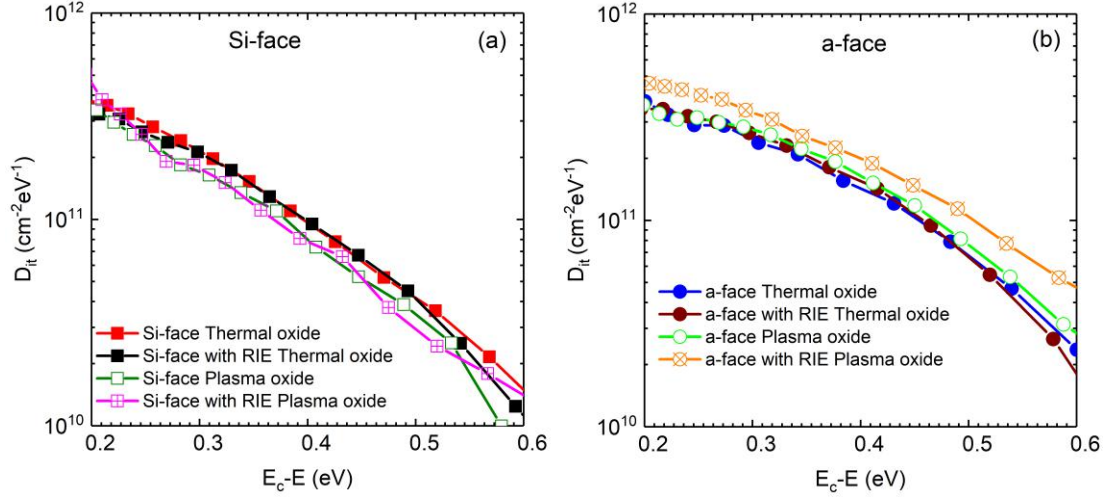 10¹²
Si-face
(a)
10¹¹
Dᵢₜ (cm⁻²eV⁻¹)
Si-face Thermal oxide
Si-face with RIE Thermal oxide
Si-face Plasma oxide
Si-face with RIE Plasma oxide
10¹⁰
0.2 0.3 0.4 0.5 0.6
E_c-E (eV)
10¹²
a-face
(b)
10¹¹
Dᵢₜ (cm⁻²eV⁻¹)
a-face Thermal oxide
a-face with RIE Thermal oxide
a-face Plasma oxide
a-face with RIE Plasma oxide
10¹⁰
0.2 0.3 0.4 0.5 0.6
E_c-E (eV)